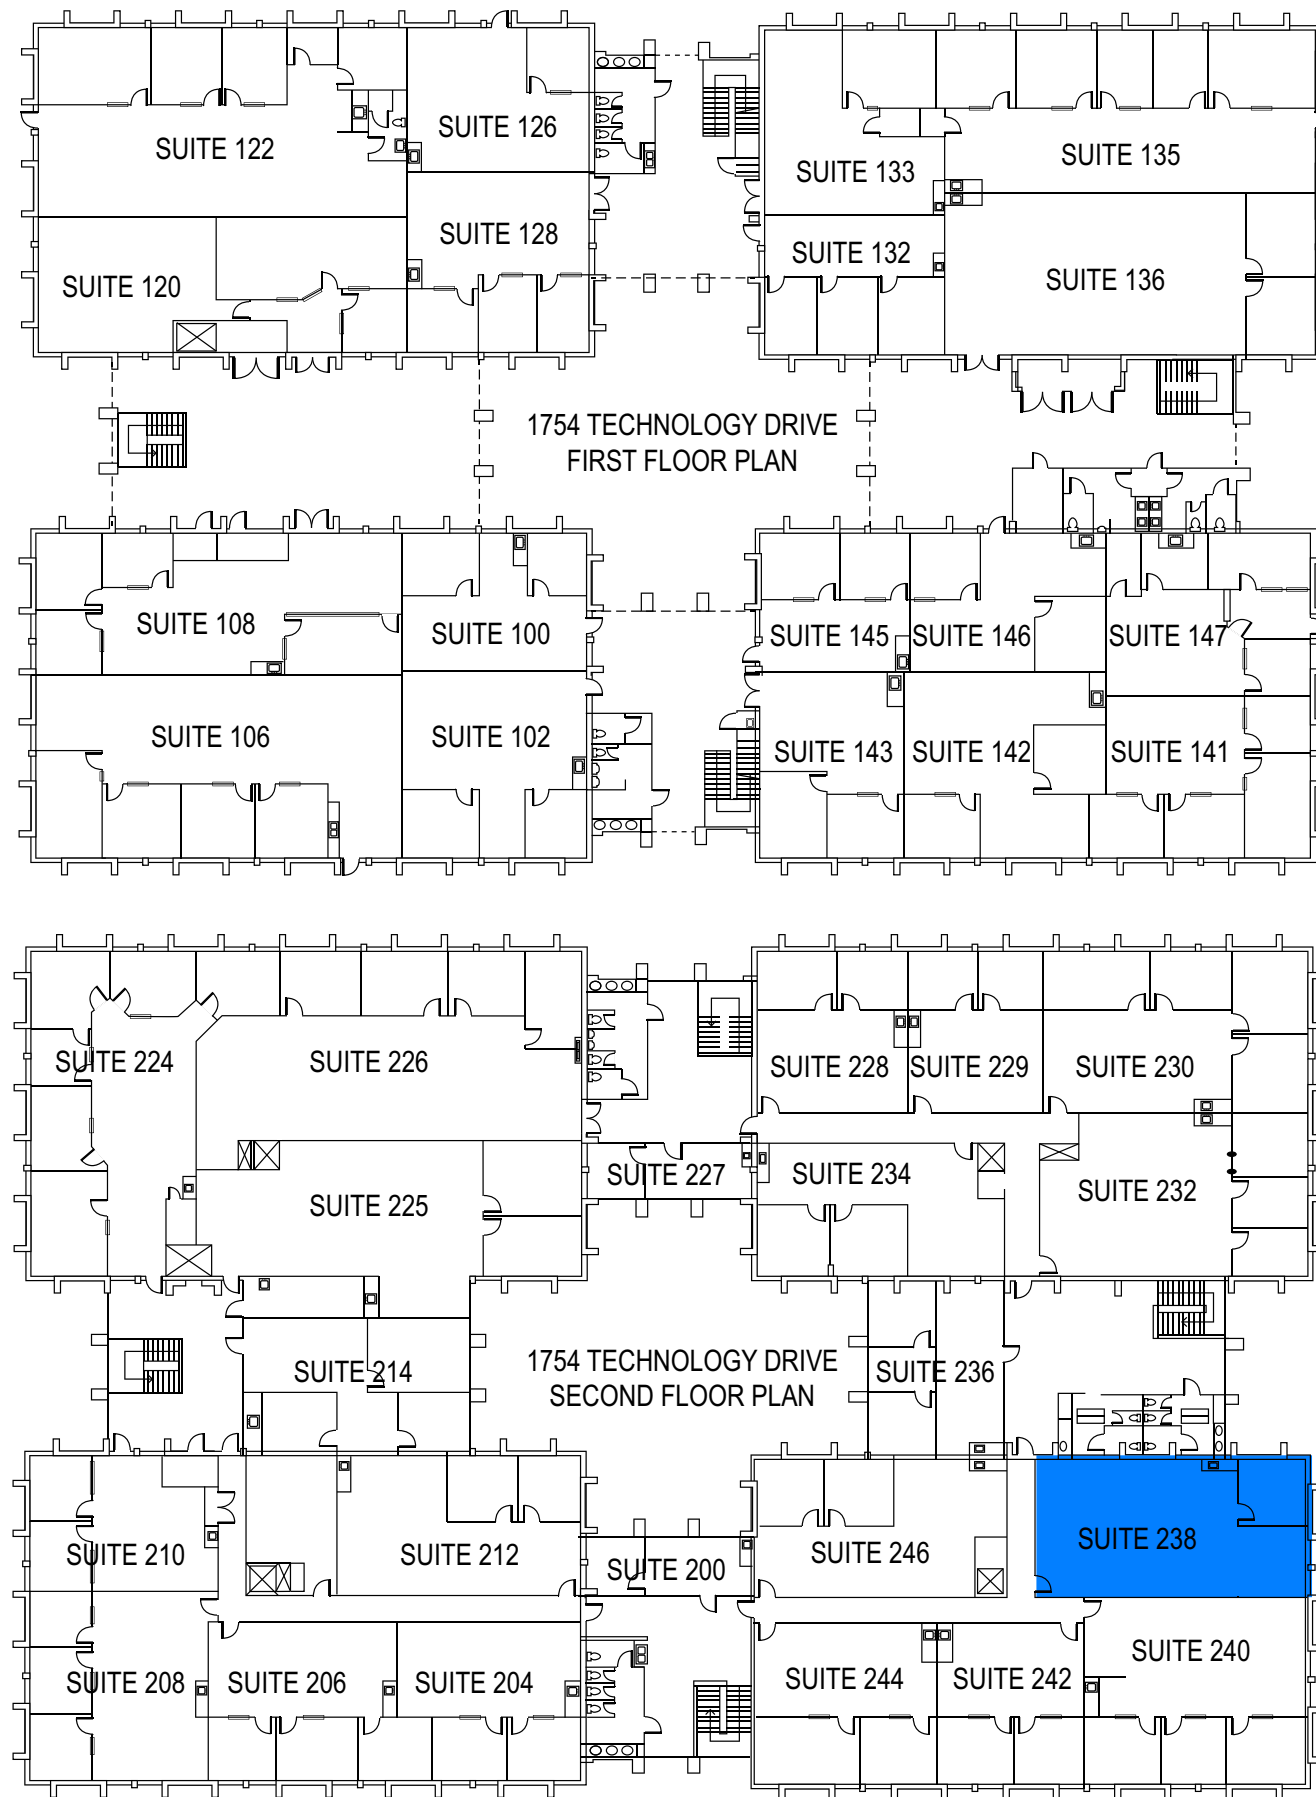 SUITE 122
SUITE 126
SUITE 128
SUITE 120
SUITE 133
SUITE 135
SUITE 132
SUITE 136
1754 TECHNOLOGY DRIVE
FIRST FLOOR PLAN
SUITE 108
SUITE 100
SUITE 106
SUITE 102
SUITE 145
SUITE 146
SUITE 147
SUITE 143
SUITE 142
SUITE 141
SUITE 224
SUITE 226
SUITE 225
SUITE 227
SUITE 228
SUITE 229
SUITE 230
SUITE 234
SUITE 232
SUITE 214
1754 TECHNOLOGY DRIVE
SECOND FLOOR PLAN
SUITE 236
SUITE 210
SUITE 212
SUITE 200
SUITE 246
SUITE 238
SUITE 208
SUITE 206
SUITE 204
SUITE 244
SUITE 242
SUITE 240